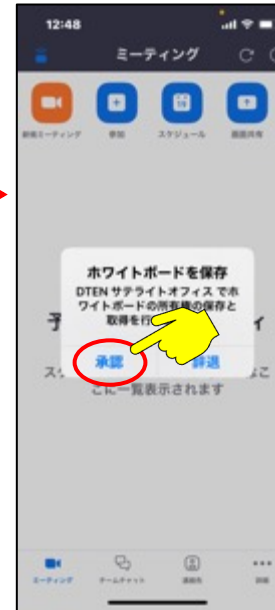 12:48
ミーティング
新規ミーティング
参加
スケジュール
画面共有
19
ホワイトボードを保存
DTEN サテライトオフィス でホ
ワイトボードの所有権の保存と
取得を行
承認
辞退
予
ィ
ス
こ
こに一覧表示されます
ミーティング
チームチャット
連絡先
詳細